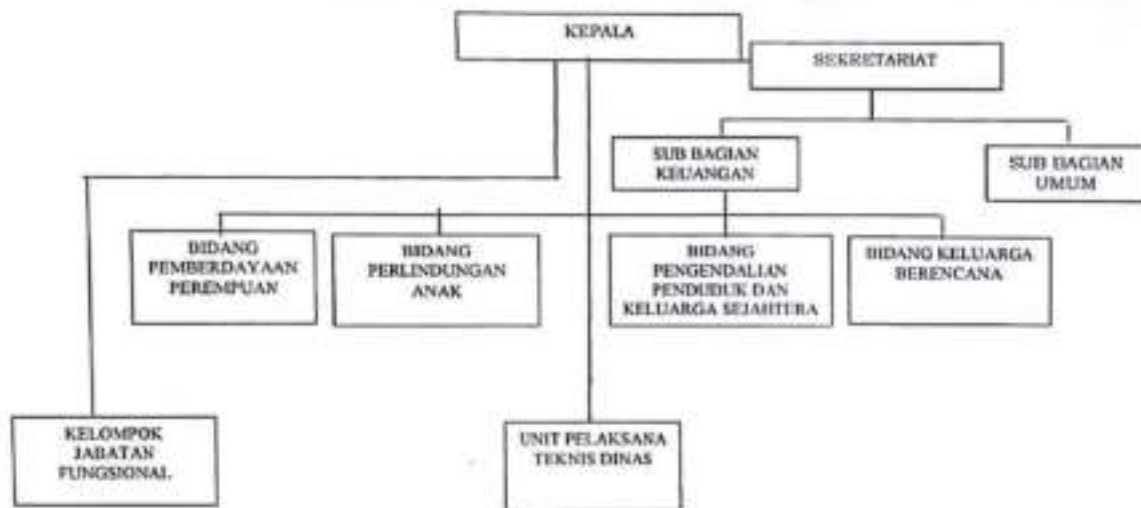 KEPALA
SEKRETARIAT
SUB BAGIAN
KEUANGAN
SUB BAGIAN
UMUM
BIDANG
PEMBERDAYAAN
PEREMPUAN
BIDANG
PERLINDUNGAN
ANAK
BIDANG
PENGENDALIAN
PENDUDUK DAN
KELUARGA SEJAHTURA
BIDANG KELUARGA
BERENCANA
KELOMPOK
JABATAN
FUNGSIONAL
UNIT PELAKSANA
TEKNIS DINAS